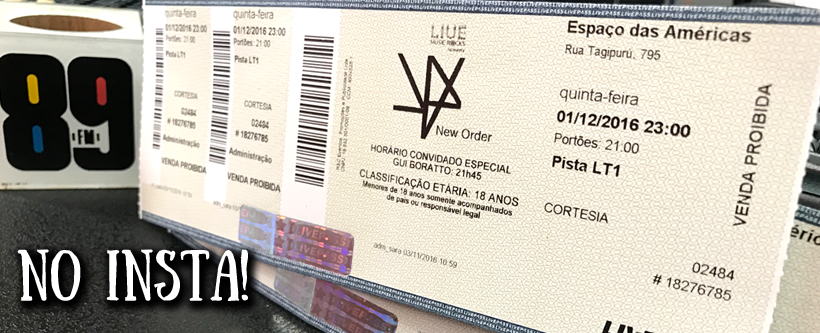 89
FM
NO INSTA!
quinta-feira
01/12/2016 23:00
Portões: 21:00
Pista LT1
CORTESIA
02484
# 18276785
Administração
VENDA PROIBIDA
quinta-feira
01/12/2016 23:00
Portões: 21:00
Pista LT1
CORTESIA
02484
# 18276785
Administração
VENDA PROIBIDA
LIVE
MUSIC ROCKS
New Order
HORÁRIO CONVIDADO ESPECIAL
GUI BORATTO: 21h45
CLASSIFICAÇÃO ETÁRIA: 18 ANOS
Menores de 18 anos somente acompanhados
de pais ou responsável legal
adm_sara 03/11/2016 10:59
Espaço das Américas
Rua Tagipurú, 795
quinta-feira
01/12/2016 23:00
Portões: 21:00
Pista LT1
CORTESIA
02484
# 18276785
VENDA PROIBIDA